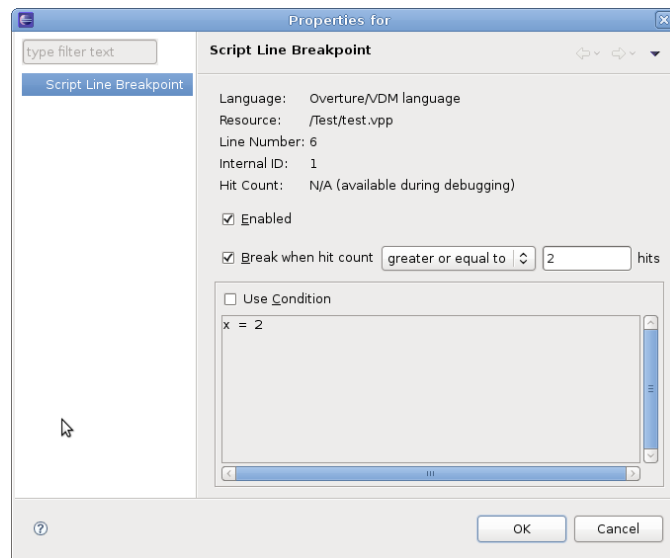 Properties for
type filter text
Script Line Breakpoint
Script Line Breakpoint
Language: Overture/VDM language
Resource: /Test/test.vpp
Line Number: 6
Internal ID: 1
Hit Count: N/A (available during debugging)
Enabled
Break when hit count greater or equal to 2 hits
Use Condition
x = 2
OK Cancel